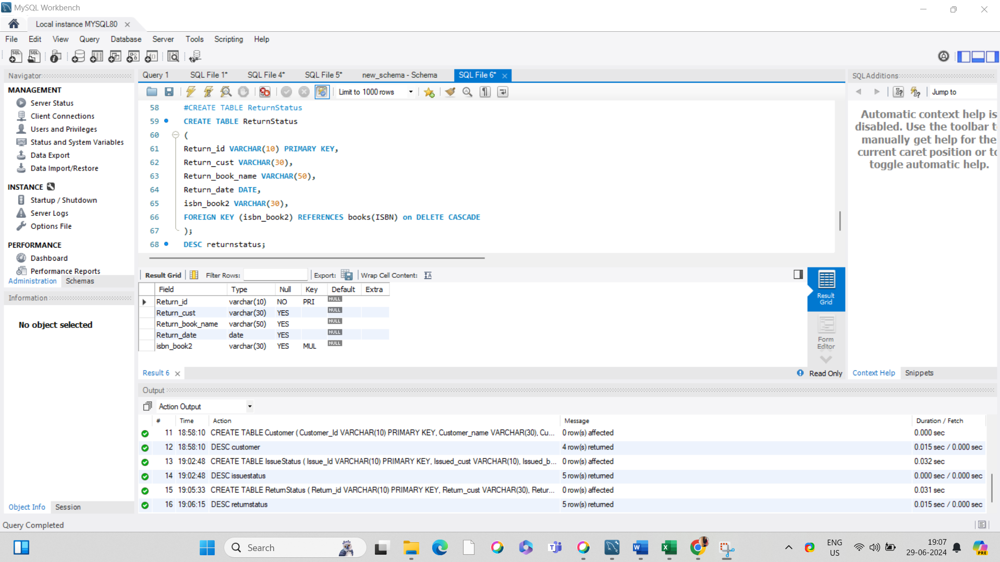 MySQL Workbench
Local instance MYSQL80
File Edit View Query Database Server Tools Scripting Help
Navigator
MANAGEMENT
Server Status
Client Connections
Users and Privileges
Status and System Variables
Data Export
Data Import/Restore
INSTANCE
Startup / Shutdown
Server Logs
Options File
PERFORMANCE
Dashboard
Performance Reports
Administration Schemas
Information
No object selected
Object Info Session
Query Completed
Query 1 SQL File 1* SQL File 4* SQL File 5* new_schema - Schema SQL File 6*
Limit to 1000 rows
58 #CREATE TABLE ReturnStatus
59 CREATE TABLE ReturnStatus
60 (
61 Return_id VARCHAR(10) PRIMARY KEY,
62 Return_cust VARCHAR(30),
63 Return_book_name VARCHAR(50),
64 Return_date DATE,
65 isbn_book2 VARCHAR(30),
66 FOREIGN KEY (isbn_book2) REFERENCES books(ISBN) on DELETE CASCADE
67 );
68 DESC returnstatus;
Result Grid Filter Rows: Export: Wrap Cell Content:
Field Type Null Key Default Extra
Return_id varchar(10) NO PRI NULL
Return_cust varchar(30) YES NULL
Return_book_name varchar(50) YES NULL
Return_date date YES NULL
isbn_book2 varchar(30) YES MUL NULL
Result Grid
Form Editor
Result 6 Read Only
SQLAdditions
Jump to
Automatic context help is
disabled. Use the toolbar t
manually get help for the
current caret position or to
toggle automatic help.
Context Help Snippets
Output
Action Output
# Time Action Message Duration / Fetch
11 18:58:10 CREATE TABLE Customer ( Customer_Id VARCHAR(10) PRIMARY KEY, Customer_name VARCHAR(30), Cu... 0 row(s) affected 0.000 sec
12 18:58:10 DESC customer 4 row(s) returned 0.015 sec / 0.000 sec
13 19:02:48 CREATE TABLE IssueStatus ( Issue_Id VARCHAR(10) PRIMARY KEY, Issued_cust VARCHAR(10), Issued_b... 0 row(s) affected 0.032 sec
14 19:02:48 DESC issuestatus 5 row(s) returned 0.000 sec / 0.000 sec
15 19:05:33 CREATE TABLE ReturnStatus ( Return_id VARCHAR(10) PRIMARY KEY, Return_cust VARCHAR(30), Retur... 0 row(s) affected 0.031 sec
16 19:06:15 DESC returnstatus 5 row(s) returned 0.015 sec / 0.000 sec
Search
ENG
US
19:07
29-06-2024
PRE